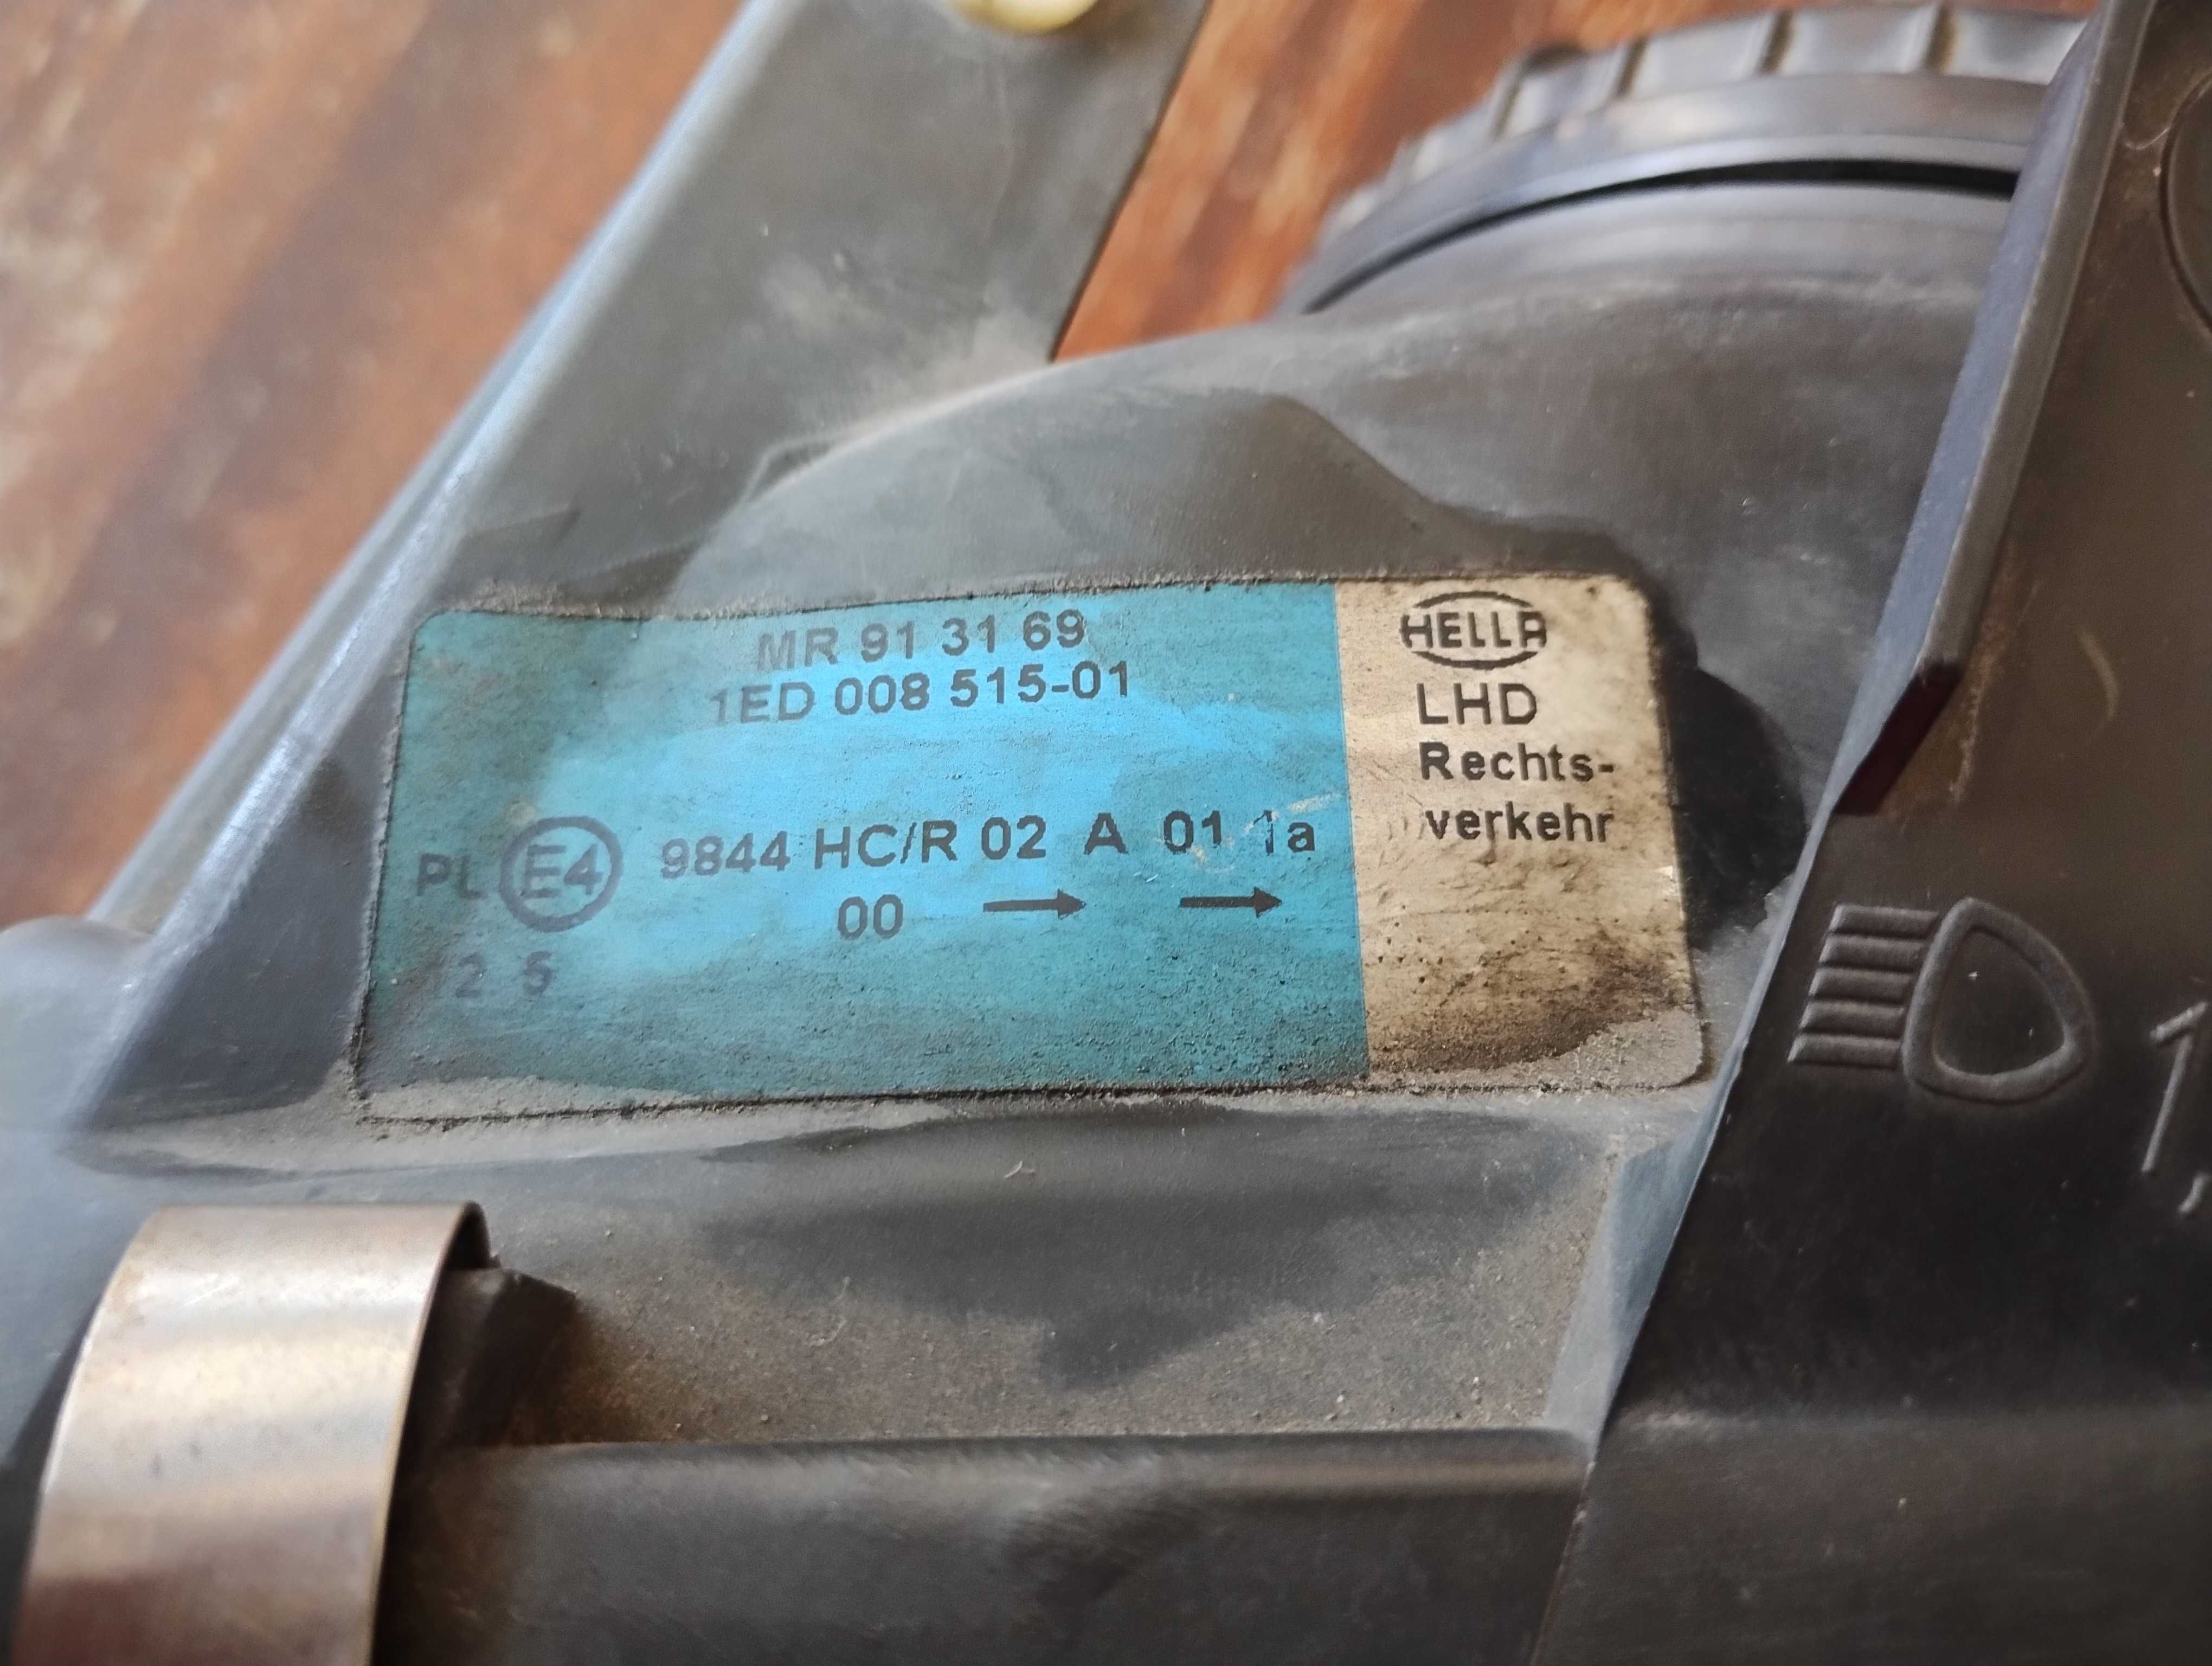 MR 91 31 69
1ED 008 515-01
PL E4 9844 HC/R 02 A 01 1a
00 → →
2 5
HELLA
LHD
Rechts-
verkehr
1,